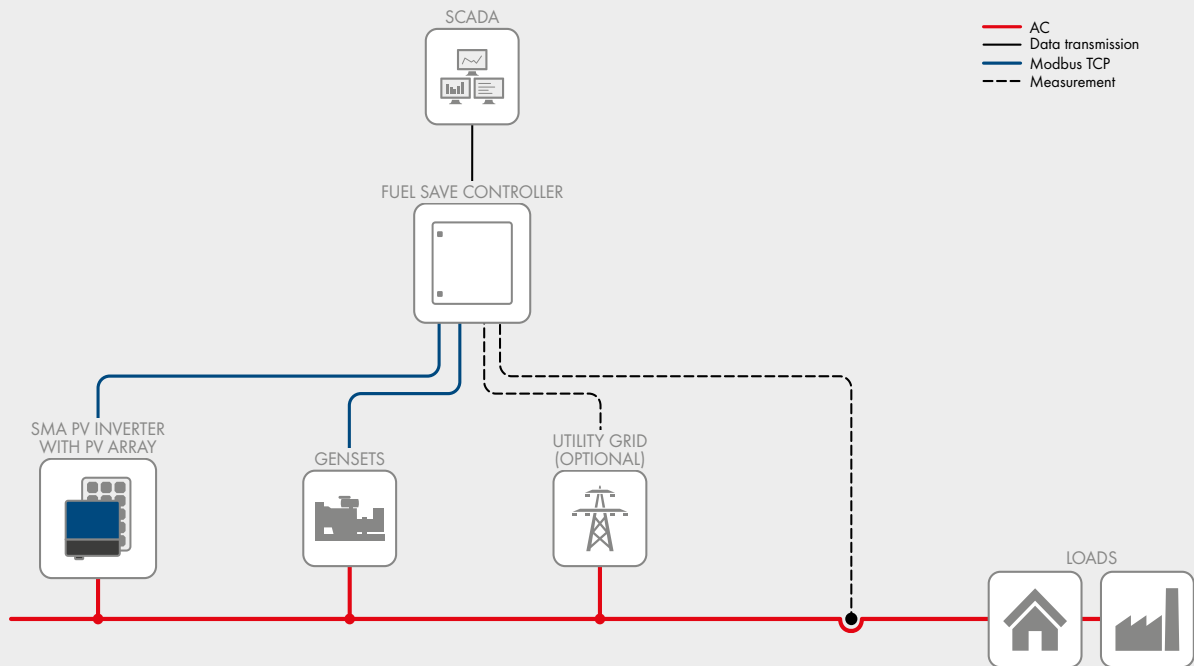 SCADA
AC
Data transmission
Modbus TCP
Measurement
FUEL SAVE CONTROLLER
SMA PV INVERTER
WITH PV ARRAY
GENSETS
UTILITY GRID
(OPTIONAL)
LOADS